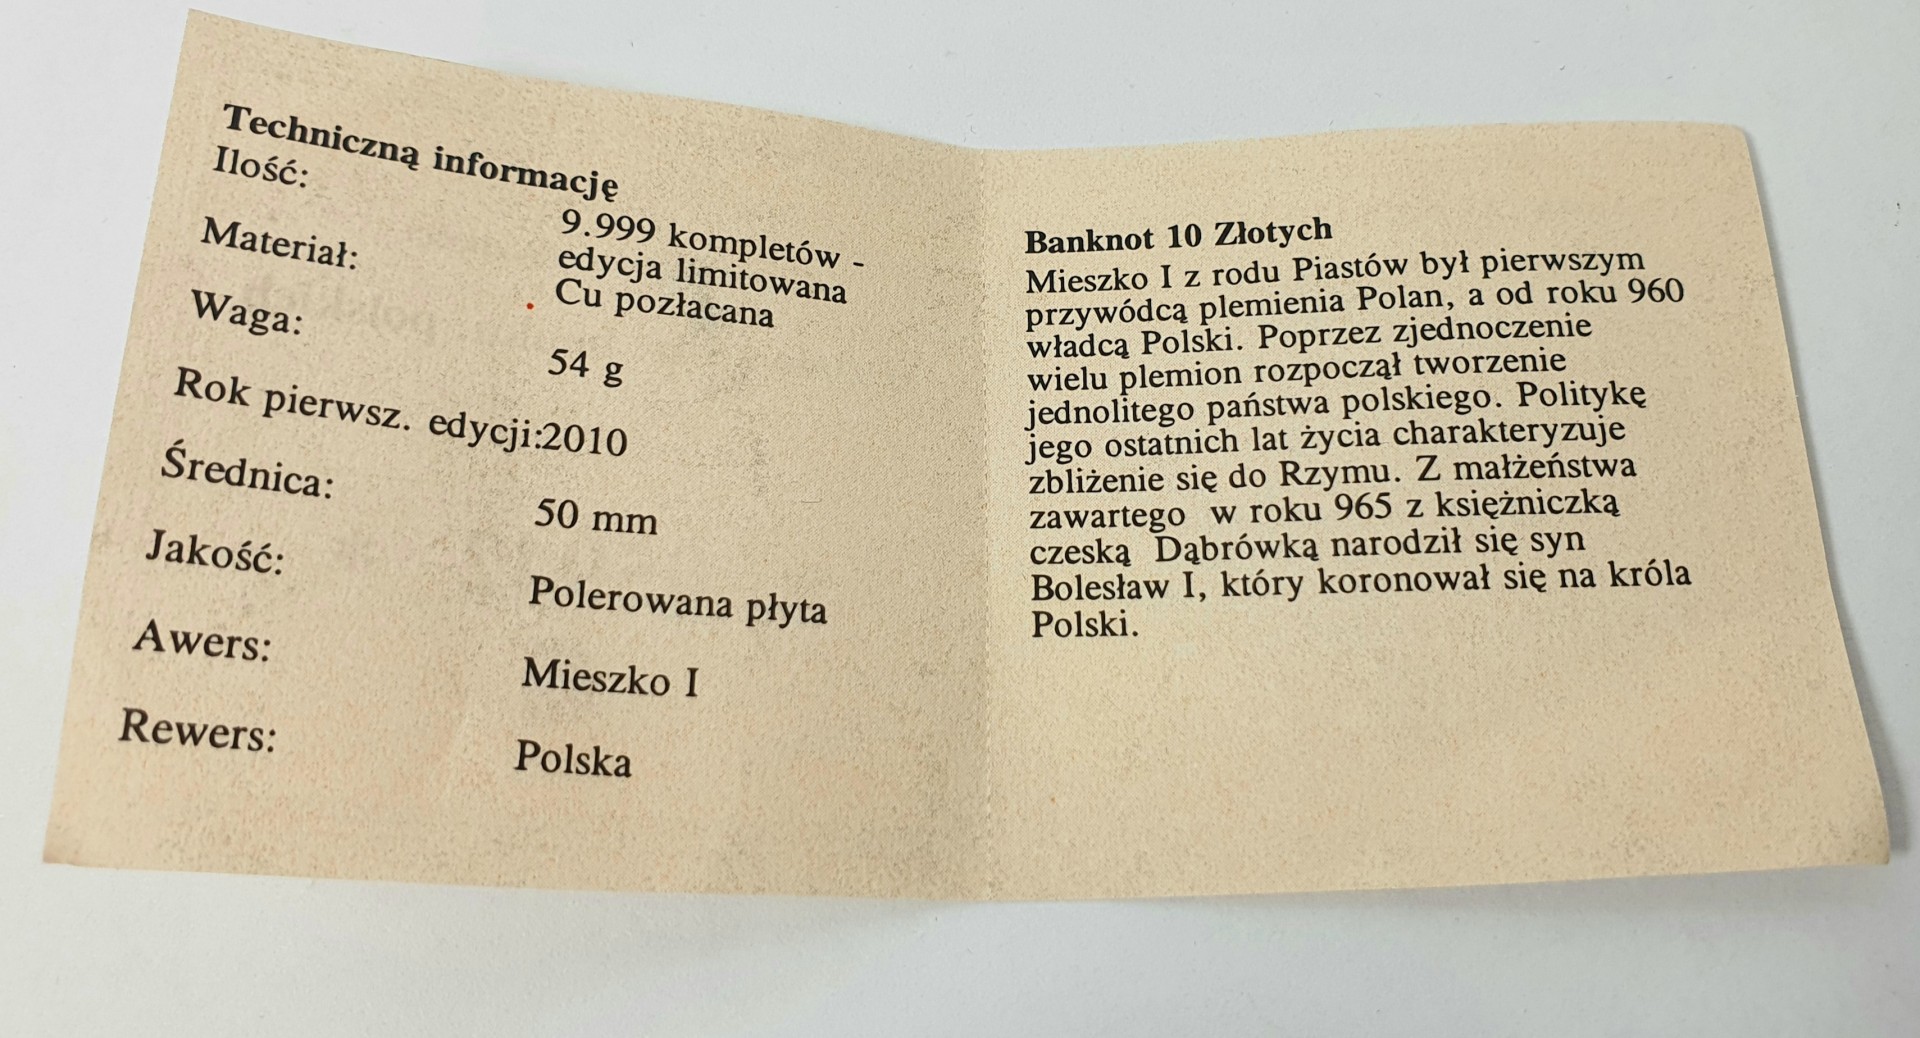 Techniczną informację
Ilość:
9.999 kompletów -
edycja limitowana
Materiał:
Cu pozłacana
Waga:
54 g
Rok pierwsz. edycji:2010
Średnica:
50 mm
Jakość:
Polerowana płyta
Awers:
Mieszko I
Rewers:
Polska
Banknot 10 Złotych
Mieszko I z rodu Piastów był pierwszym
przywódcą plemienia Polan, a od roku 960
władcą Polski. Poprzez zjednoczenie
wielu plemion rozpoczął tworzenie
jednolitego państwa polskiego. Politykę
jego ostatnich lat życia charakteryzuje
zbliżenie się do Rzymu. Z małżeństwa
zawartego w roku 965 z księżniczką
czeską Dąbrówką narodził się syn
Bolesław I, który koronował się na króla
Polski.